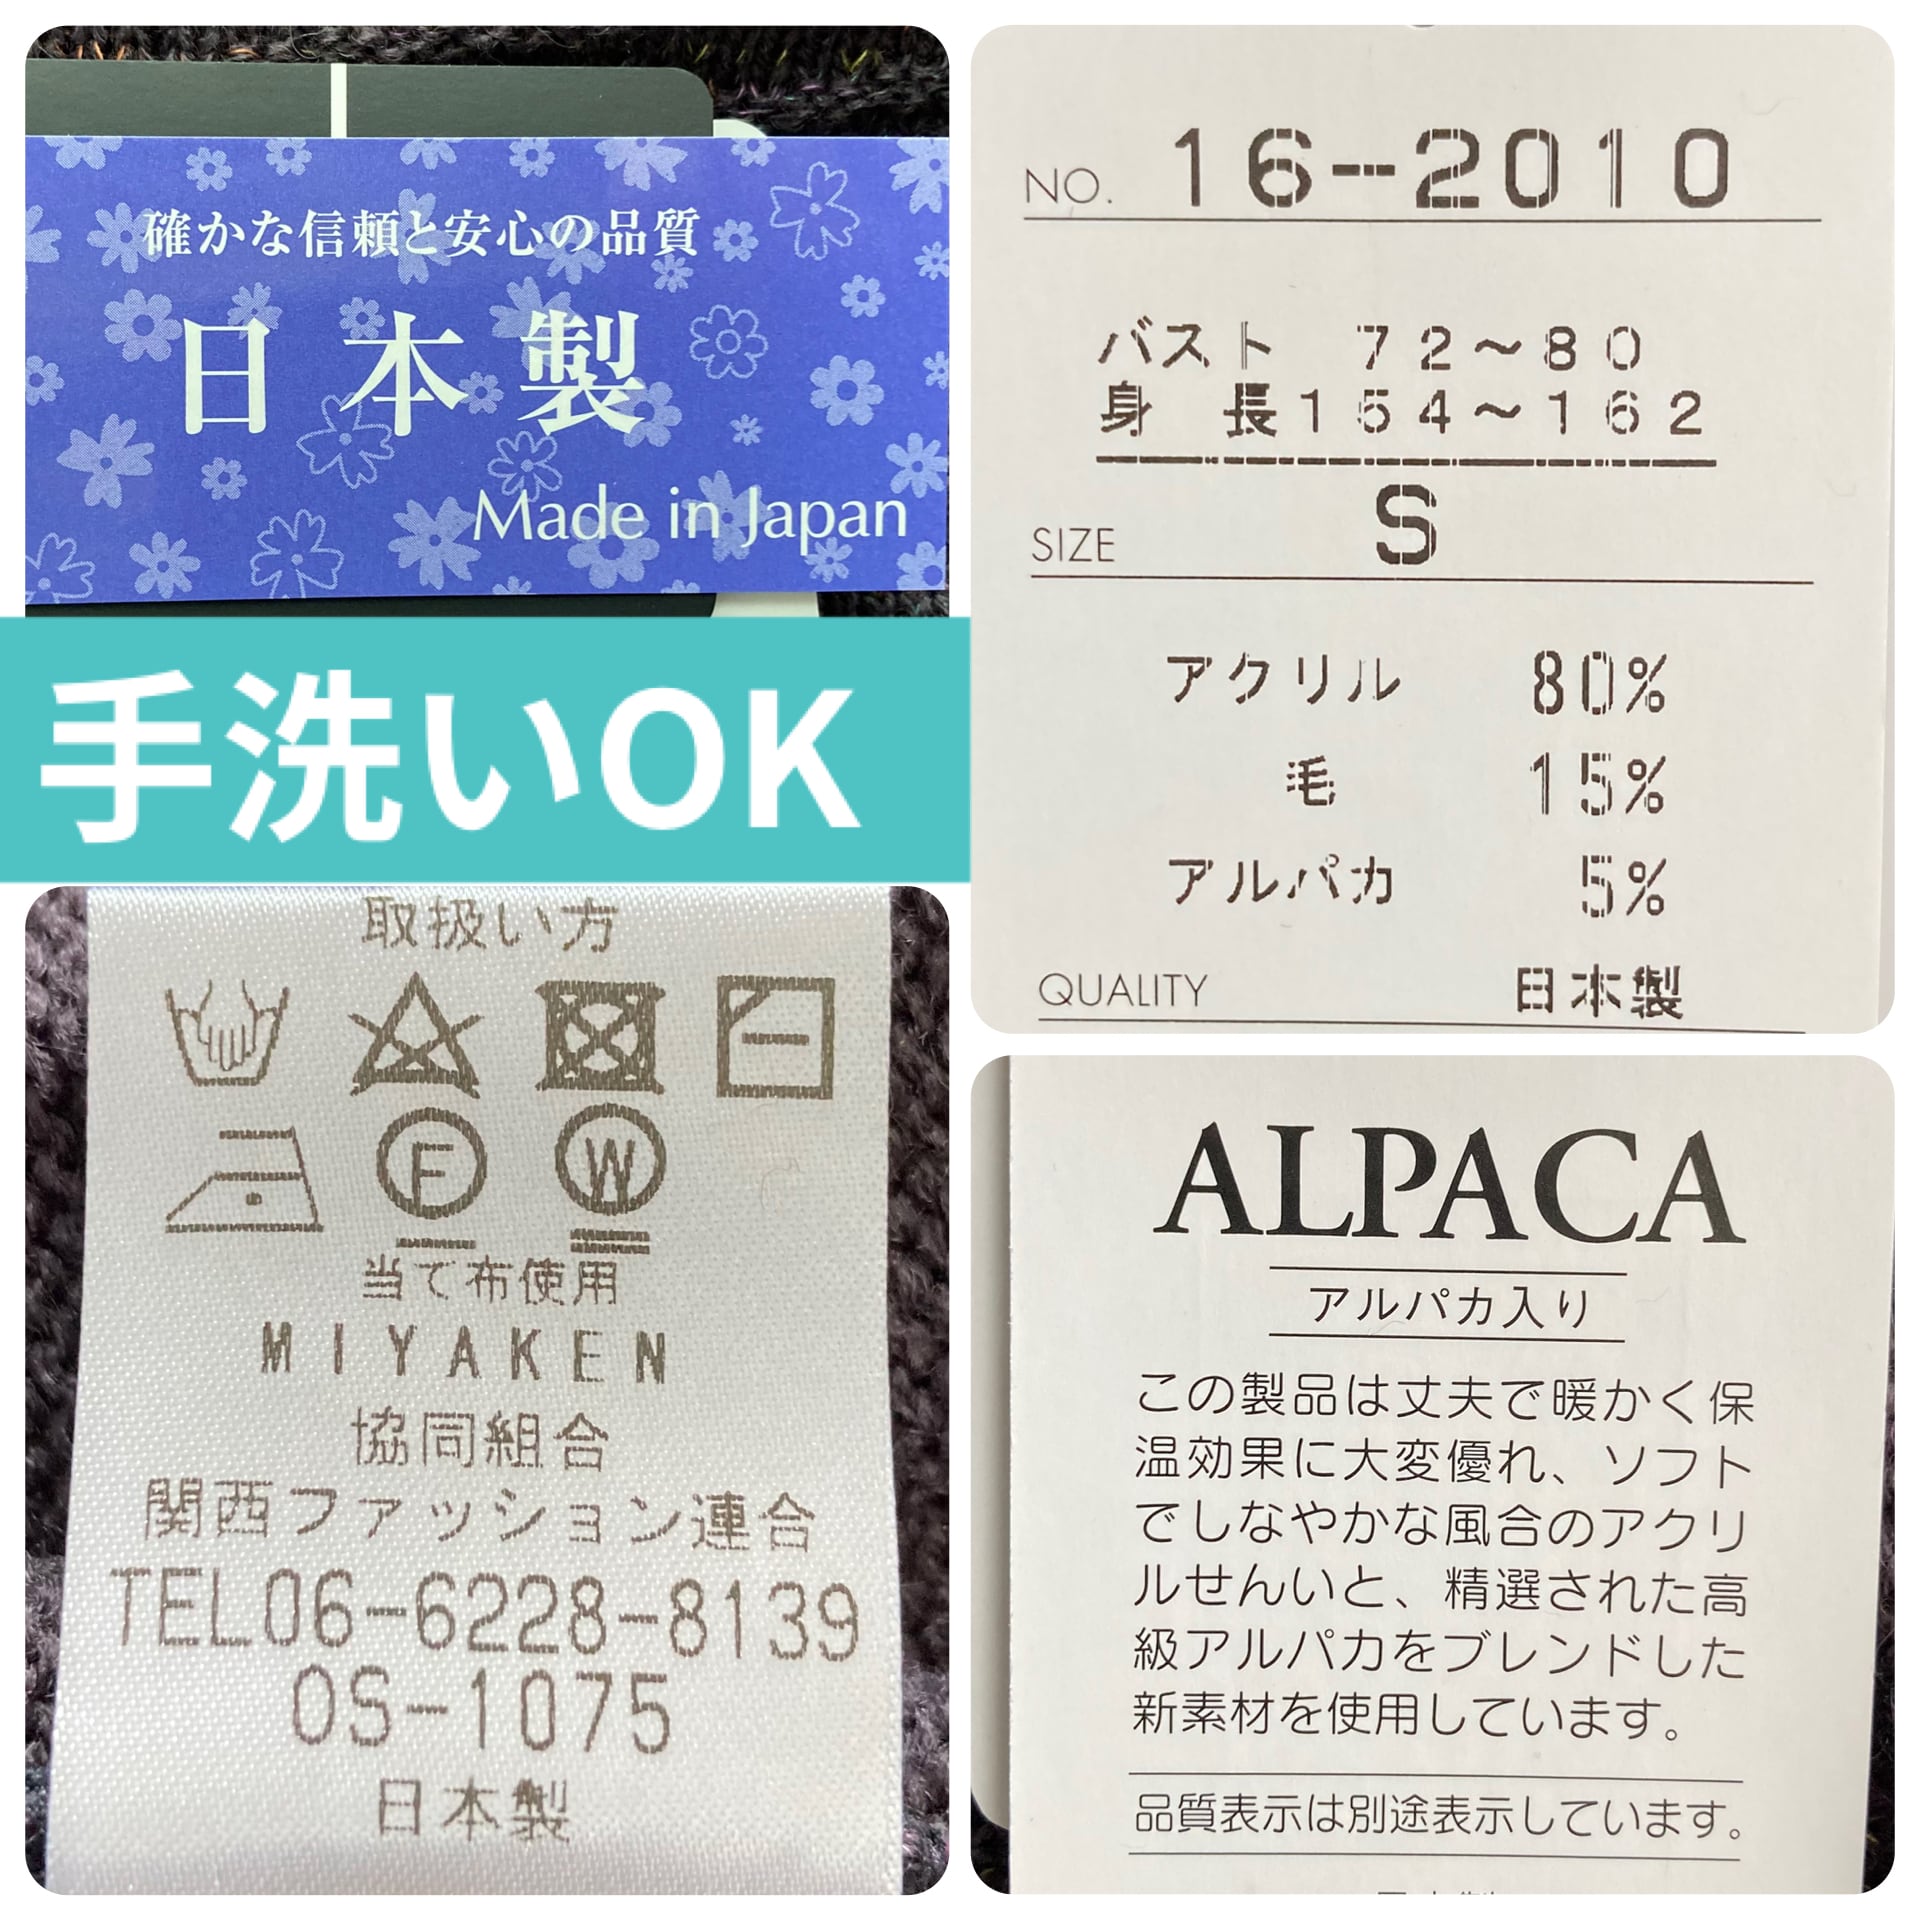 確かな信頼と安心の品質
日本製
Made in Japan
手洗いOK
取扱い方
F
W
当て布使用
MIYAKEN
協同組合
関西ファッション連合
TEL06-6228-8139
OS-1075
日本製
NO. 16-2010
バスト 72~80
身 長154~162
SIZE S
アクリル 80%
毛 15%
アルパカ 5%
QUALITY 日本製
ALPACA
アルパカ入り
この製品は丈夫で暖かく保
温効果に大変優れ、ソフト
でしなやかな風合のアクリ
ルせんいと、精選された高
級アルパカをブレンドした
新素材を使用しています。
品質表示は別途表示しています。